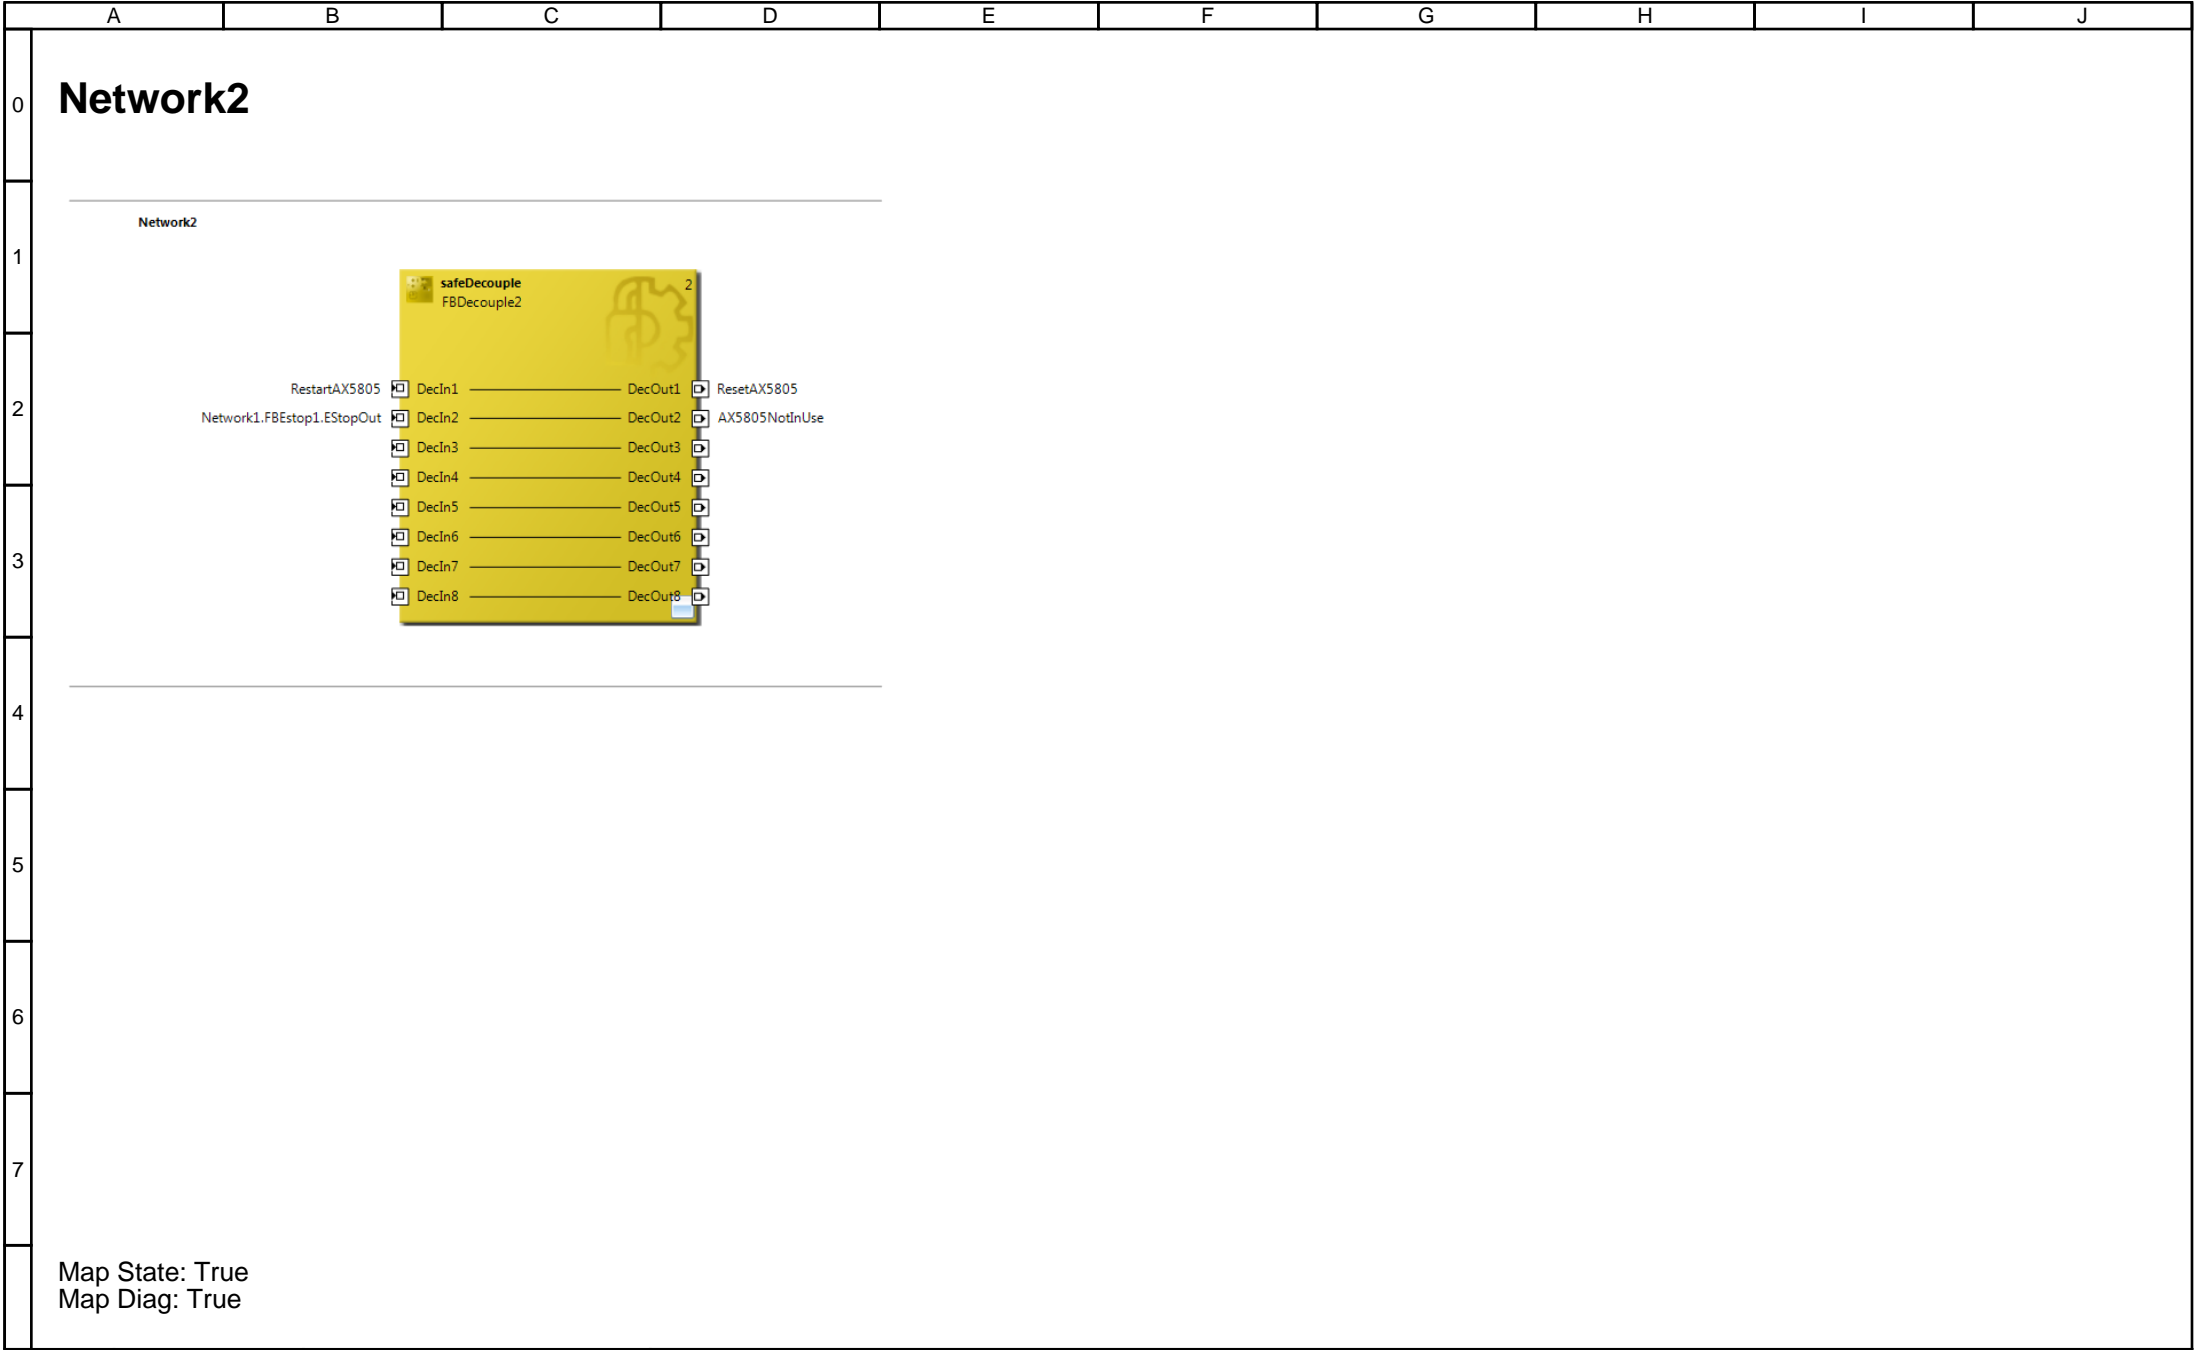 A B C D E F G H I J
0
Network2
Network2
1
safeDecouple 2
FBDecouple2
RestartAX5805 DecIn1 DecOut1 ResetAX5805
2
Network1.FBEstop1.EStopOut DecIn2 DecOut2 AX5805NotInUse
DecIn3 DecOut3
DecIn4 DecOut4
DecIn5 DecOut5
DecIn6 DecOut6
3
DecIn7 DecOut7
DecIn8 DecOut8
4
5
6
7
Map State: True
Map Diag: True